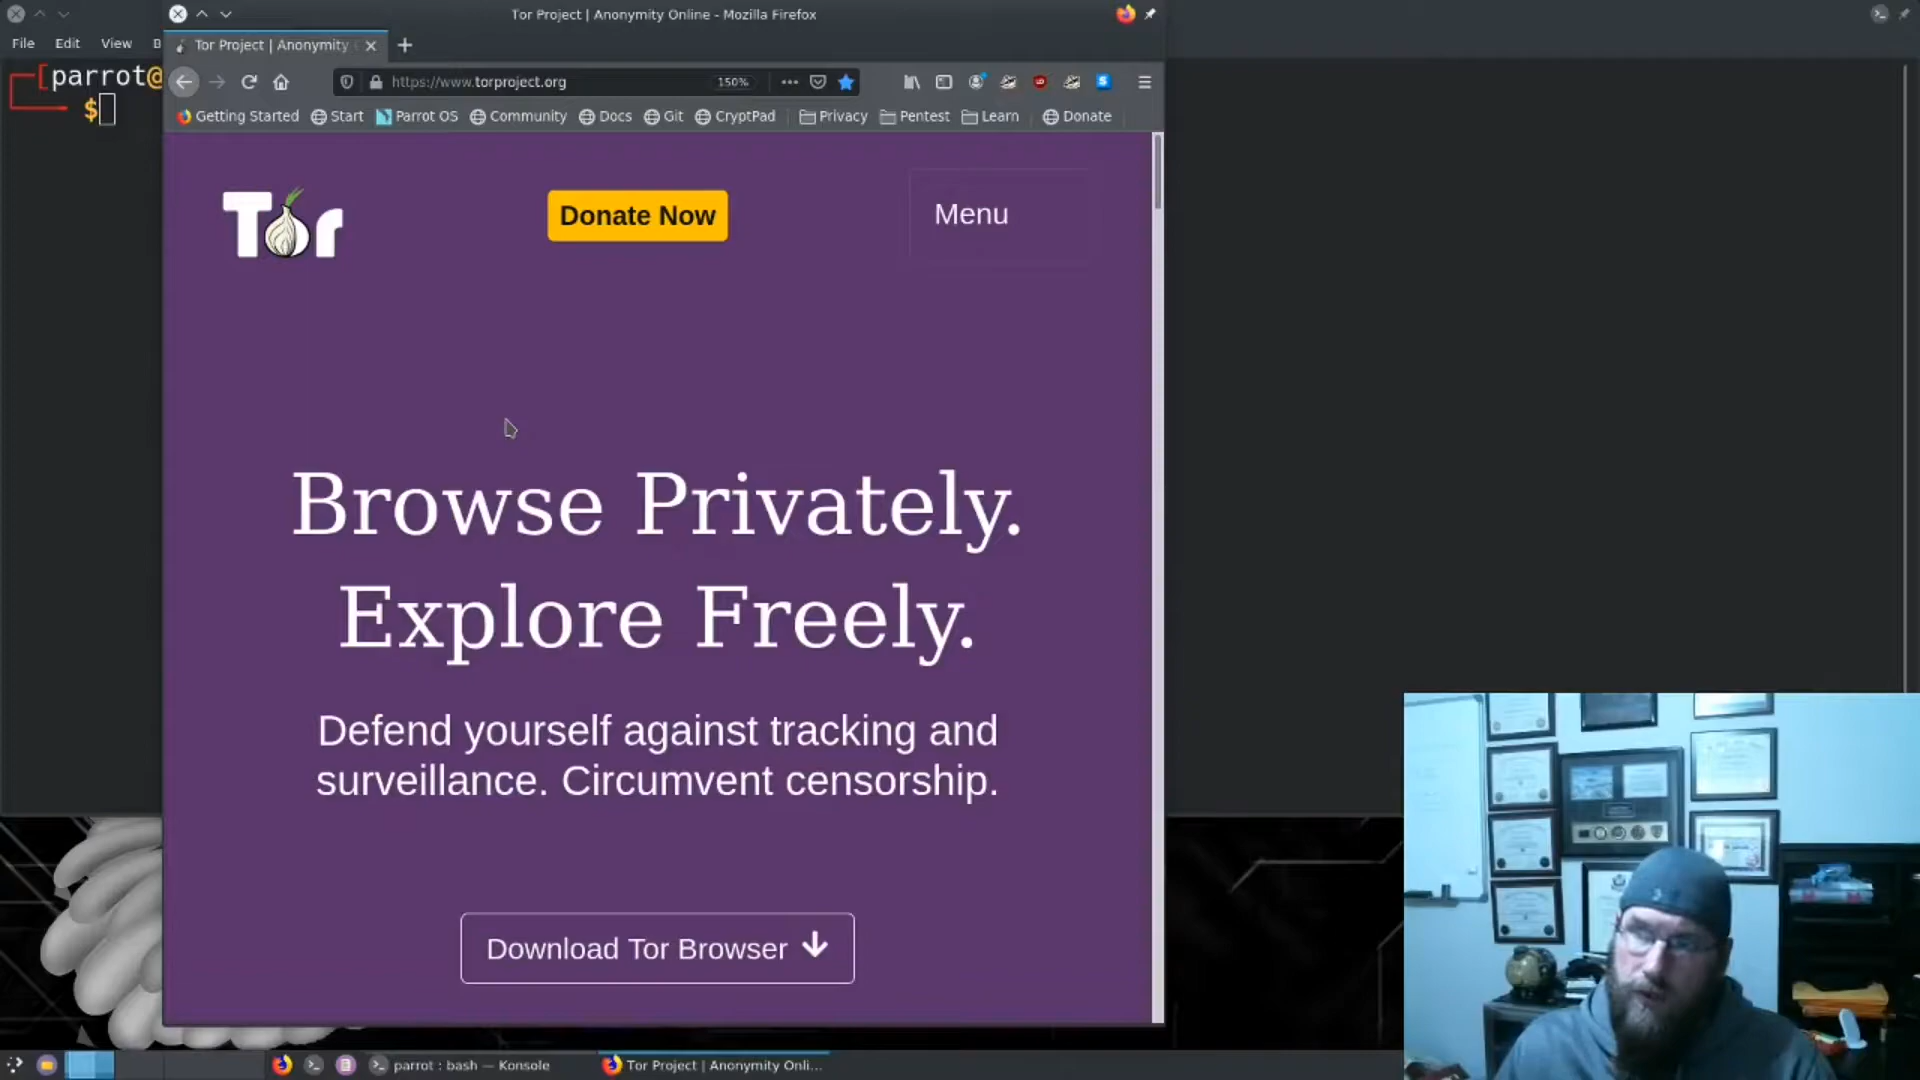 Tor Project | Anonymity Online - Mozilla Firefox
File Edit View B
Tor Project | Anonymity
https://www.torproject.org 150%
[parrot@
$
Getting Started Start Parrot OS Community Docs Git CryptPad Privacy Pentest Learn Donate
Tor
Donate Now
Menu
Browse Privately.
Explore Freely.
Defend yourself against tracking and
surveillance. Circumvent censorship.
Download Tor Browser
parrot : bash — Konsole
Tor Project | Anonymity Onli...